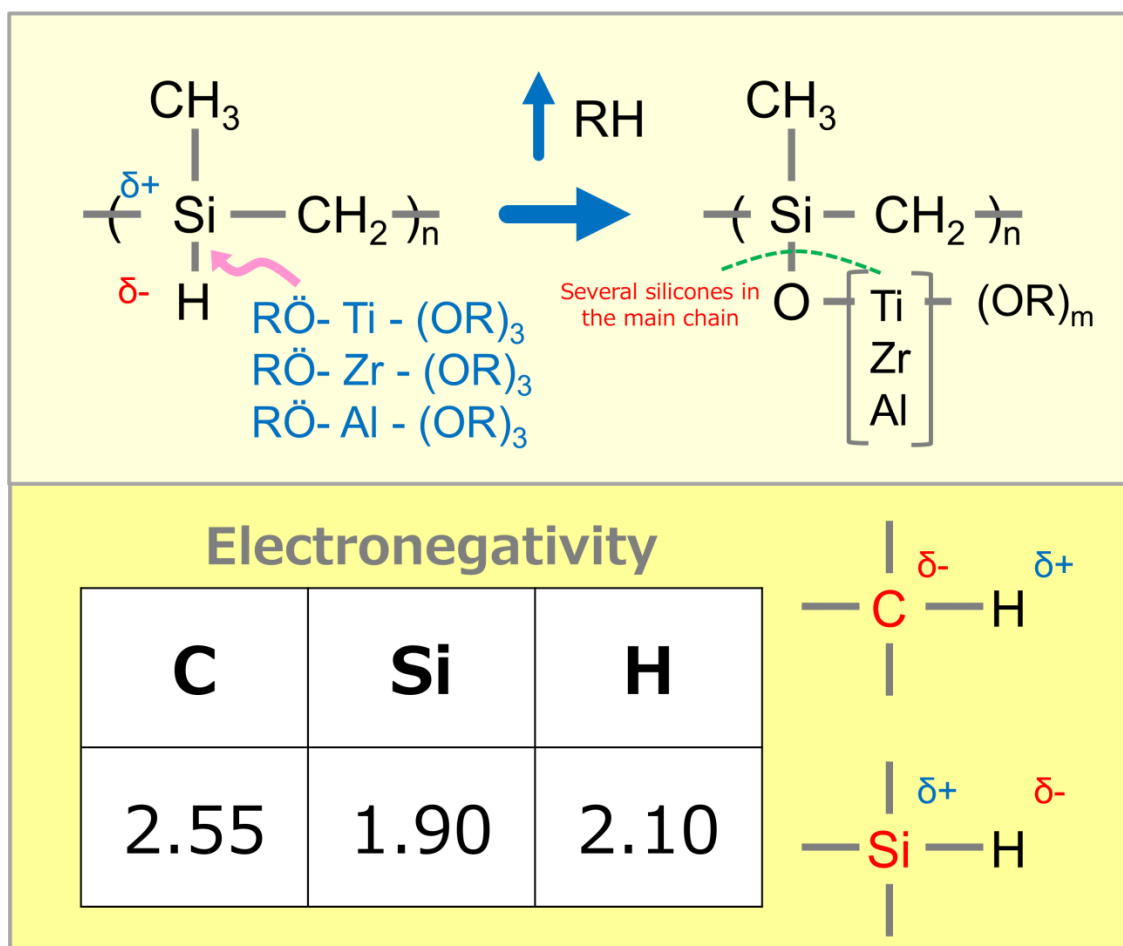 CH₃ RH CH₃
δ+
( Si CH₂ )n ( Si CH₂ )n
δ- H
RÖ- Ti - (OR)₃
RÖ- Zr - (OR)₃
RÖ- Al - (OR)₃
Several silicones in
the main chain
O Ti (OR)m
Zr
Al
Electronegativity
C Si H
2.55 1.90 2.10
δ- δ+
C H
δ+ δ-
Si H